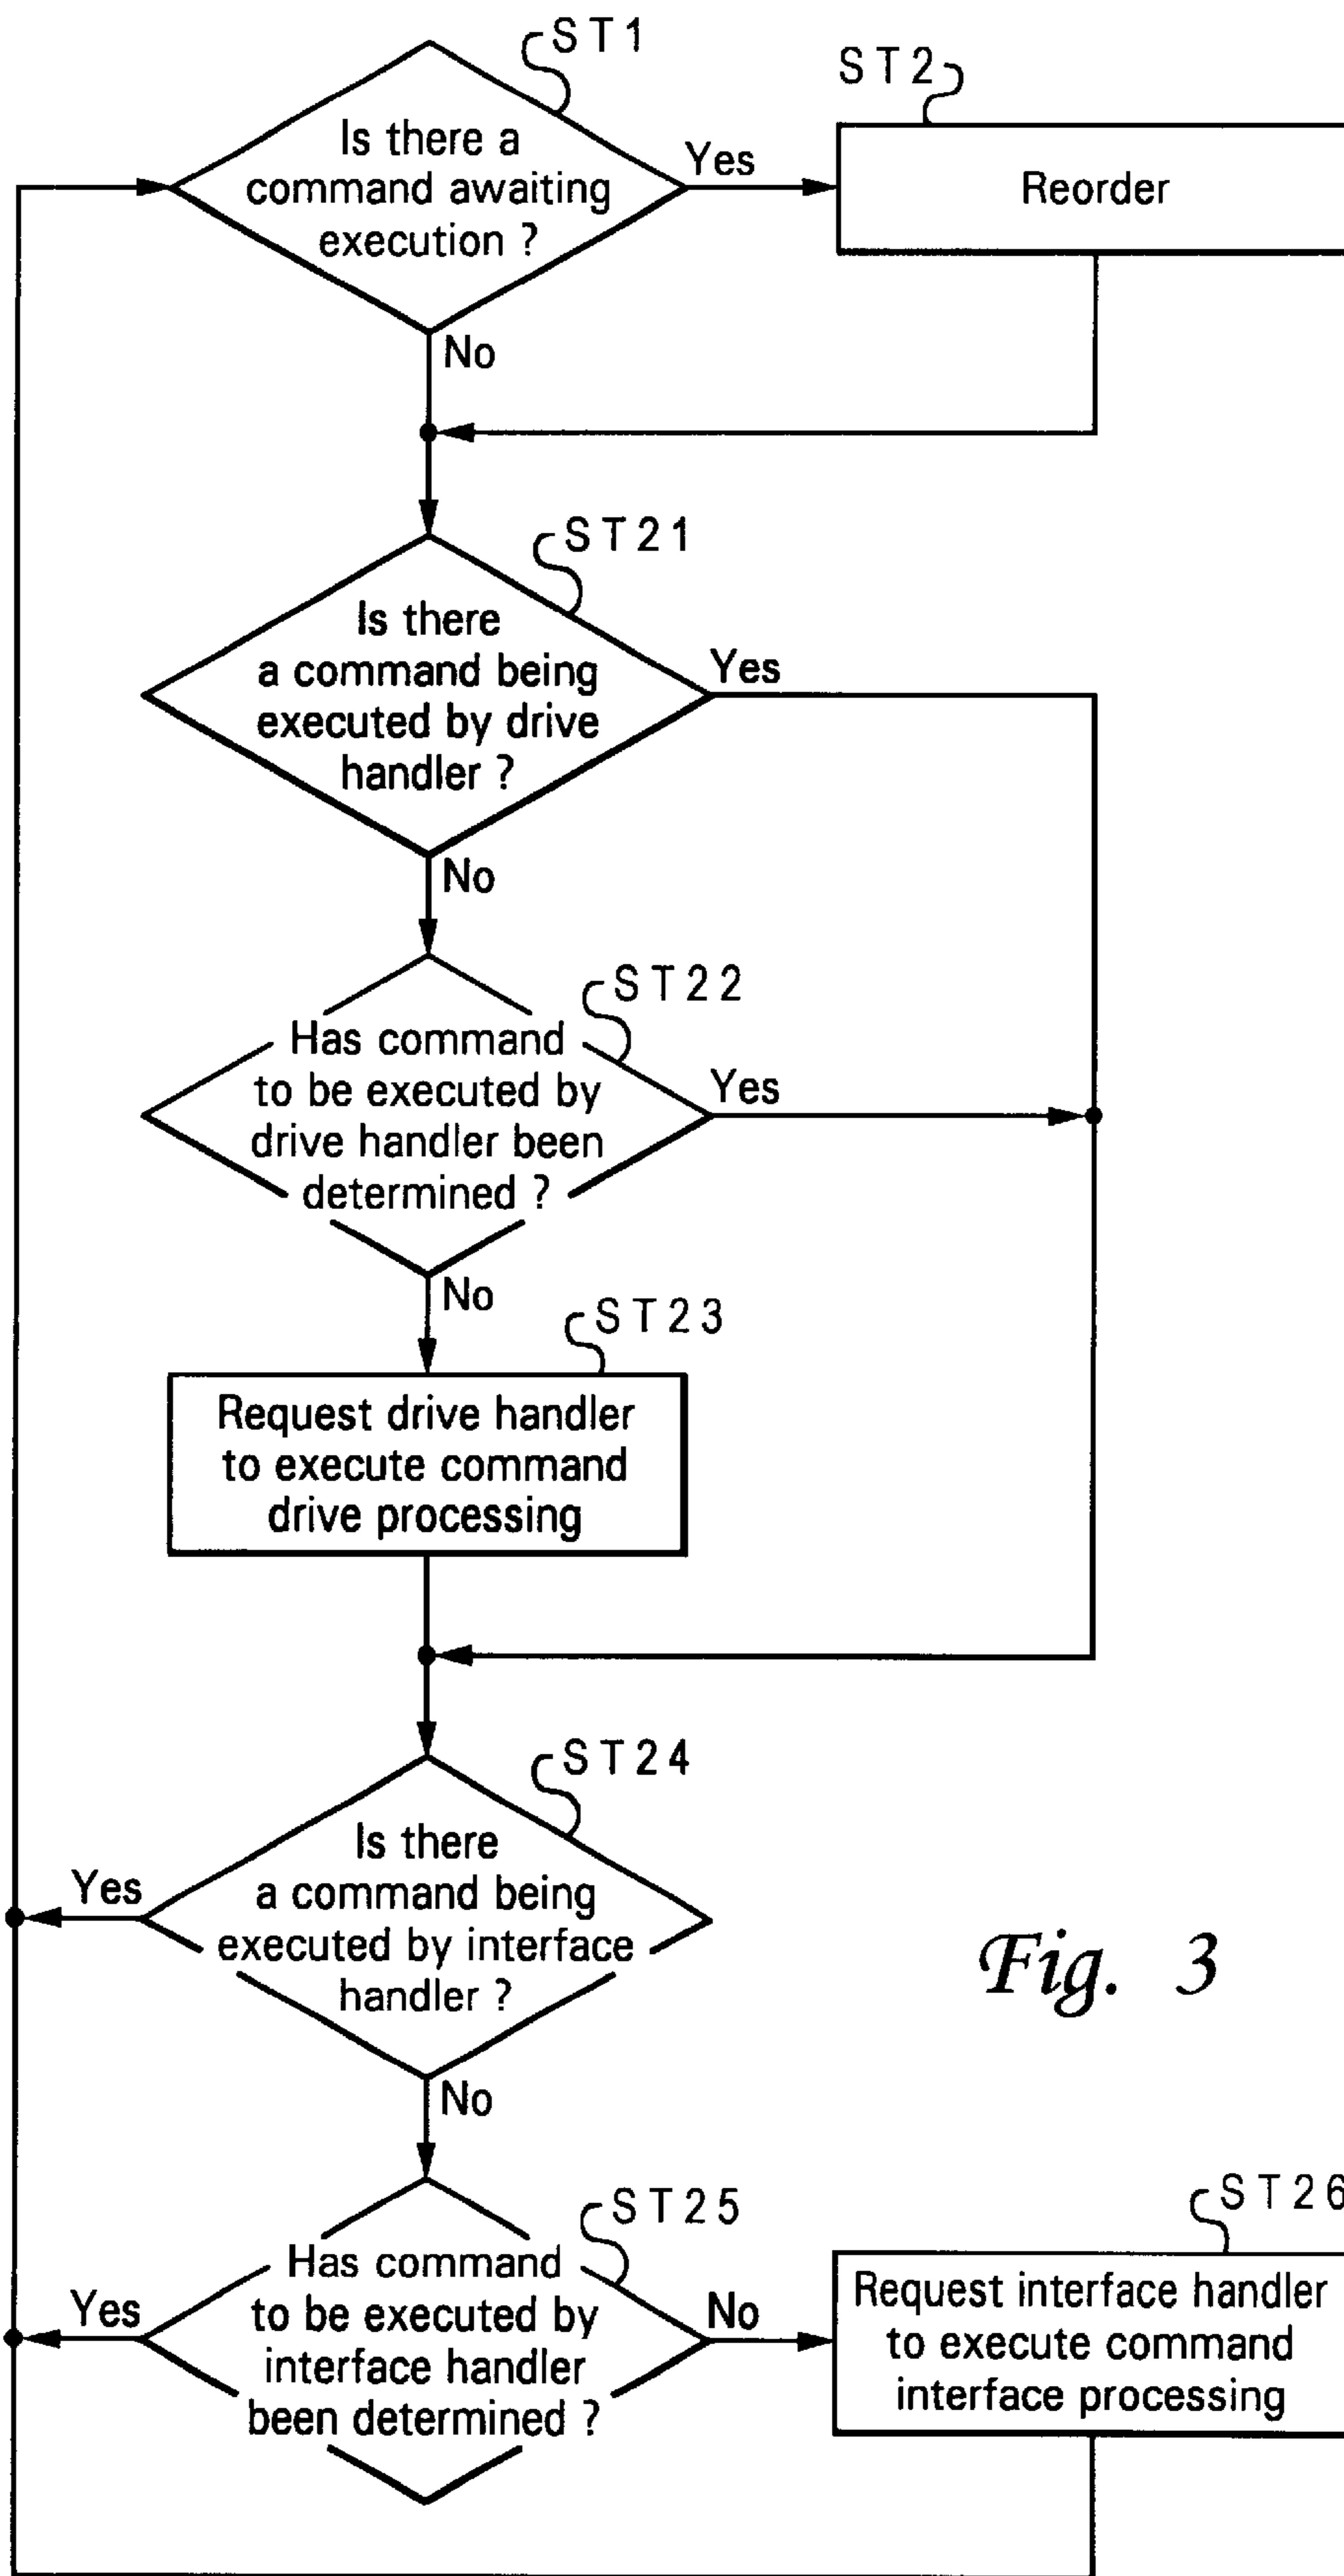 ST1
Is there a
command awaiting
execution ?
Yes
No
ST2
Reorder
ST21
Is there
a command being
executed by drive
handler ?
Yes
No
ST22
Has command
to be executed by
drive handler been
determined ?
Yes
No
ST23
Request drive handler
to execute command
drive processing
ST24
Is there
a command being
executed by interface
handler ?
Yes
No
Fig. 3
ST25
Has command
to be executed by
interface handler
been determined ?
Yes
No
ST26
Request interface handler
to execute command
interface processing